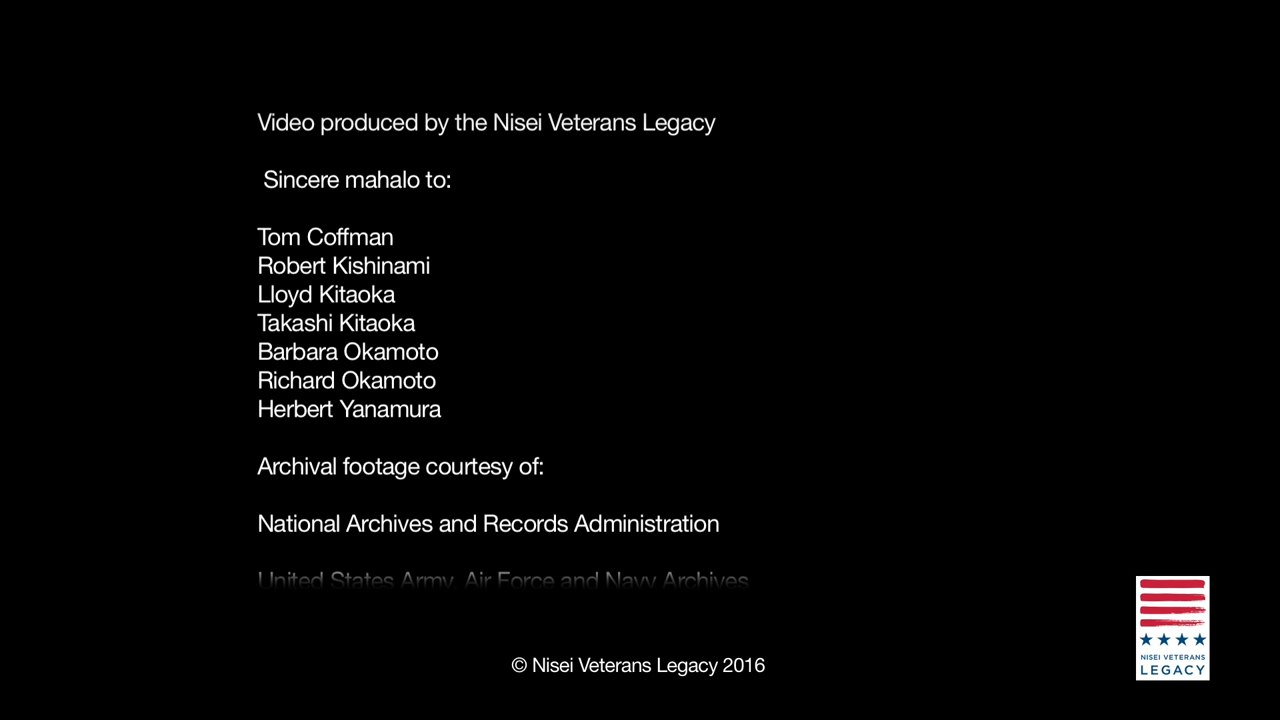 Video produced by the Nisei Veterans Legacy
Sincere mahalo to:
Tom Coffman
Robert Kishinami
Lloyd Kitaoka
Takashi Kitaoka
Barbara Okamoto
Richard Okamoto
Herbert Yanamura
Archival footage courtesy of:
National Archives and Records Administration
United States Army, Air Force and Navy Archives
© Nisei Veterans Legacy 2016
NISEI VETERANS
LEGACY